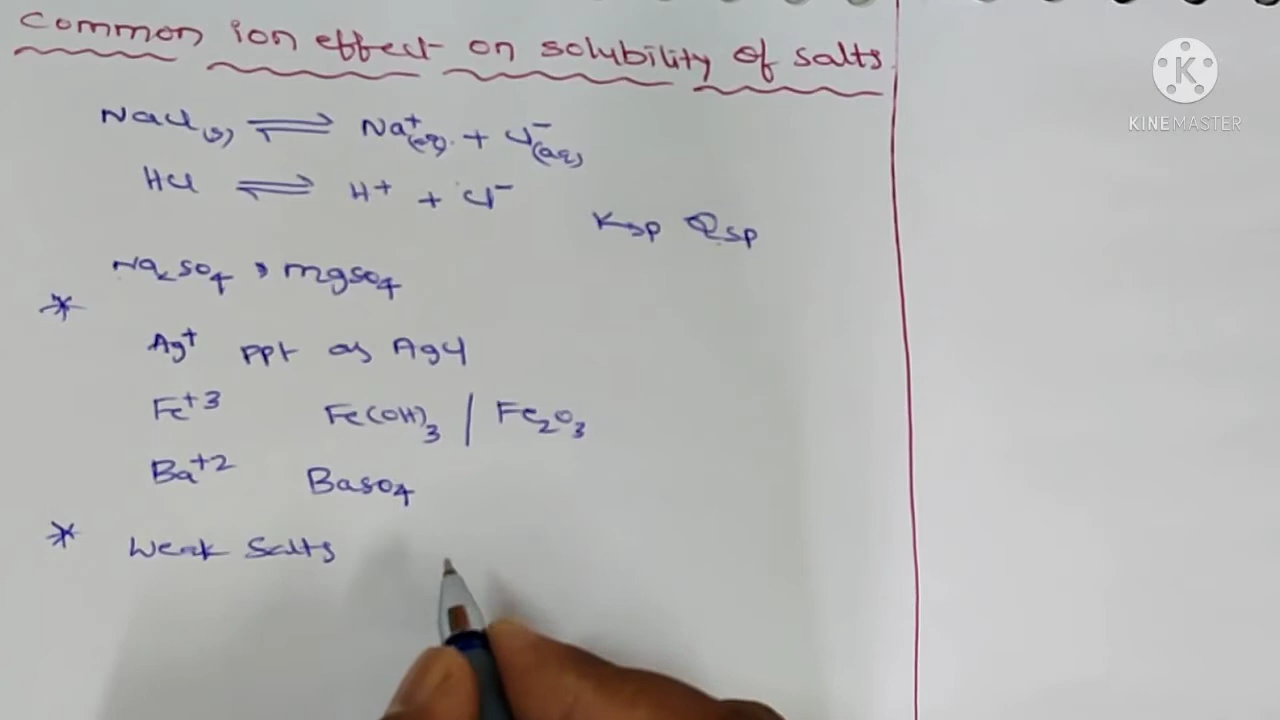 Common ion effect on solubility of salts
NaCl(s) ⇌ Na⁺(aq) + Cl⁻(aq)
HCl ⇌ H⁺ + Cl⁻
Ksp Qsp
Na₂SO₄, MgSO₄
* Ag⁺ ppt as AgCl
Fe⁺³ Fe(OH)₃ | Fe₂O₃
Ba⁺² BaSO₄
* Weak Salts
K
KINEMASTER